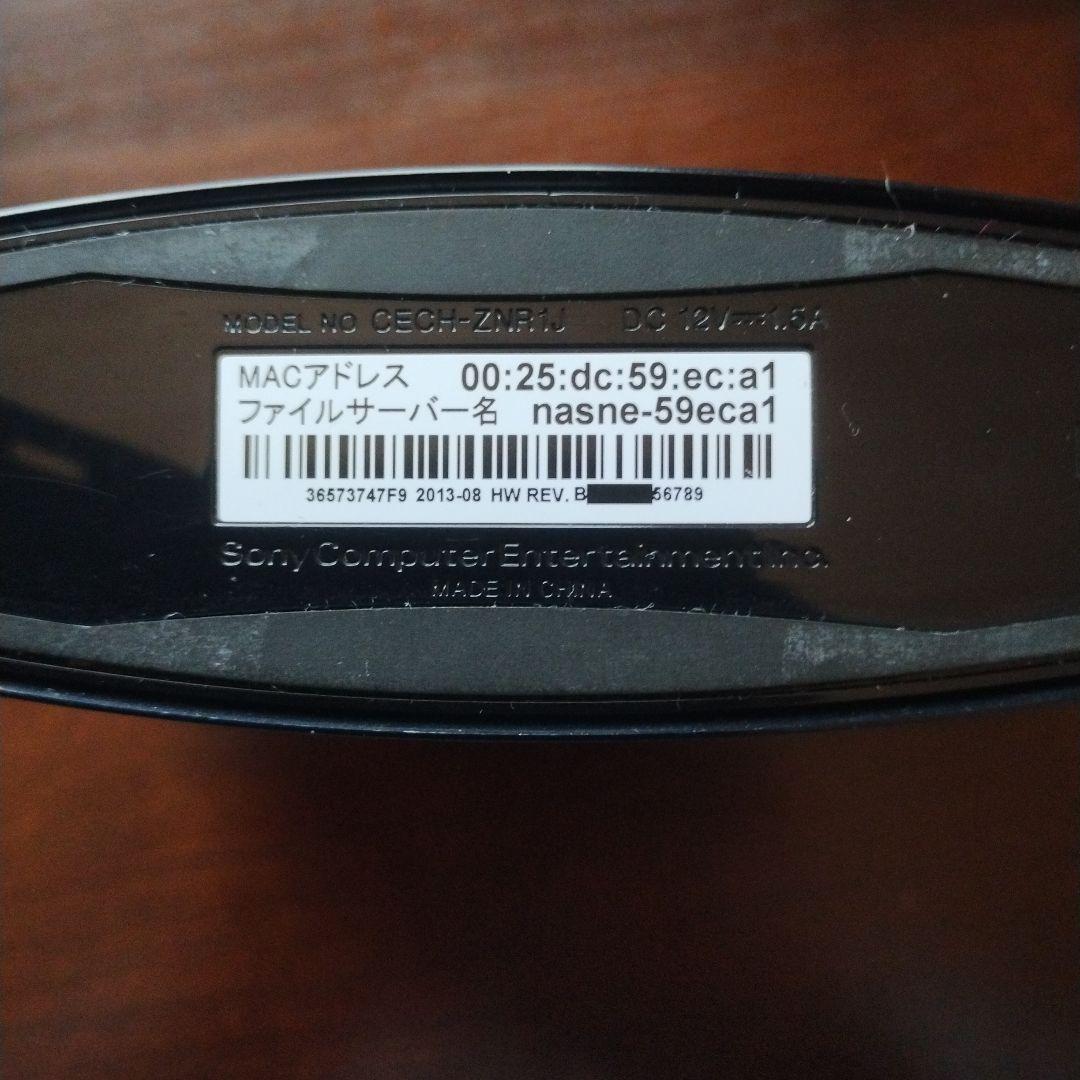 MODEL NO CECH-ZNR1J DC 12V⎓1.5A
MACアドレス 00:25:dc:59:ec:a1
ファイルサーバー名 nasne-59eca1
36573747F9 2013-08 HW REV. B 56789
Sony Computer Entertainment Inc.
MADE IN CHINA